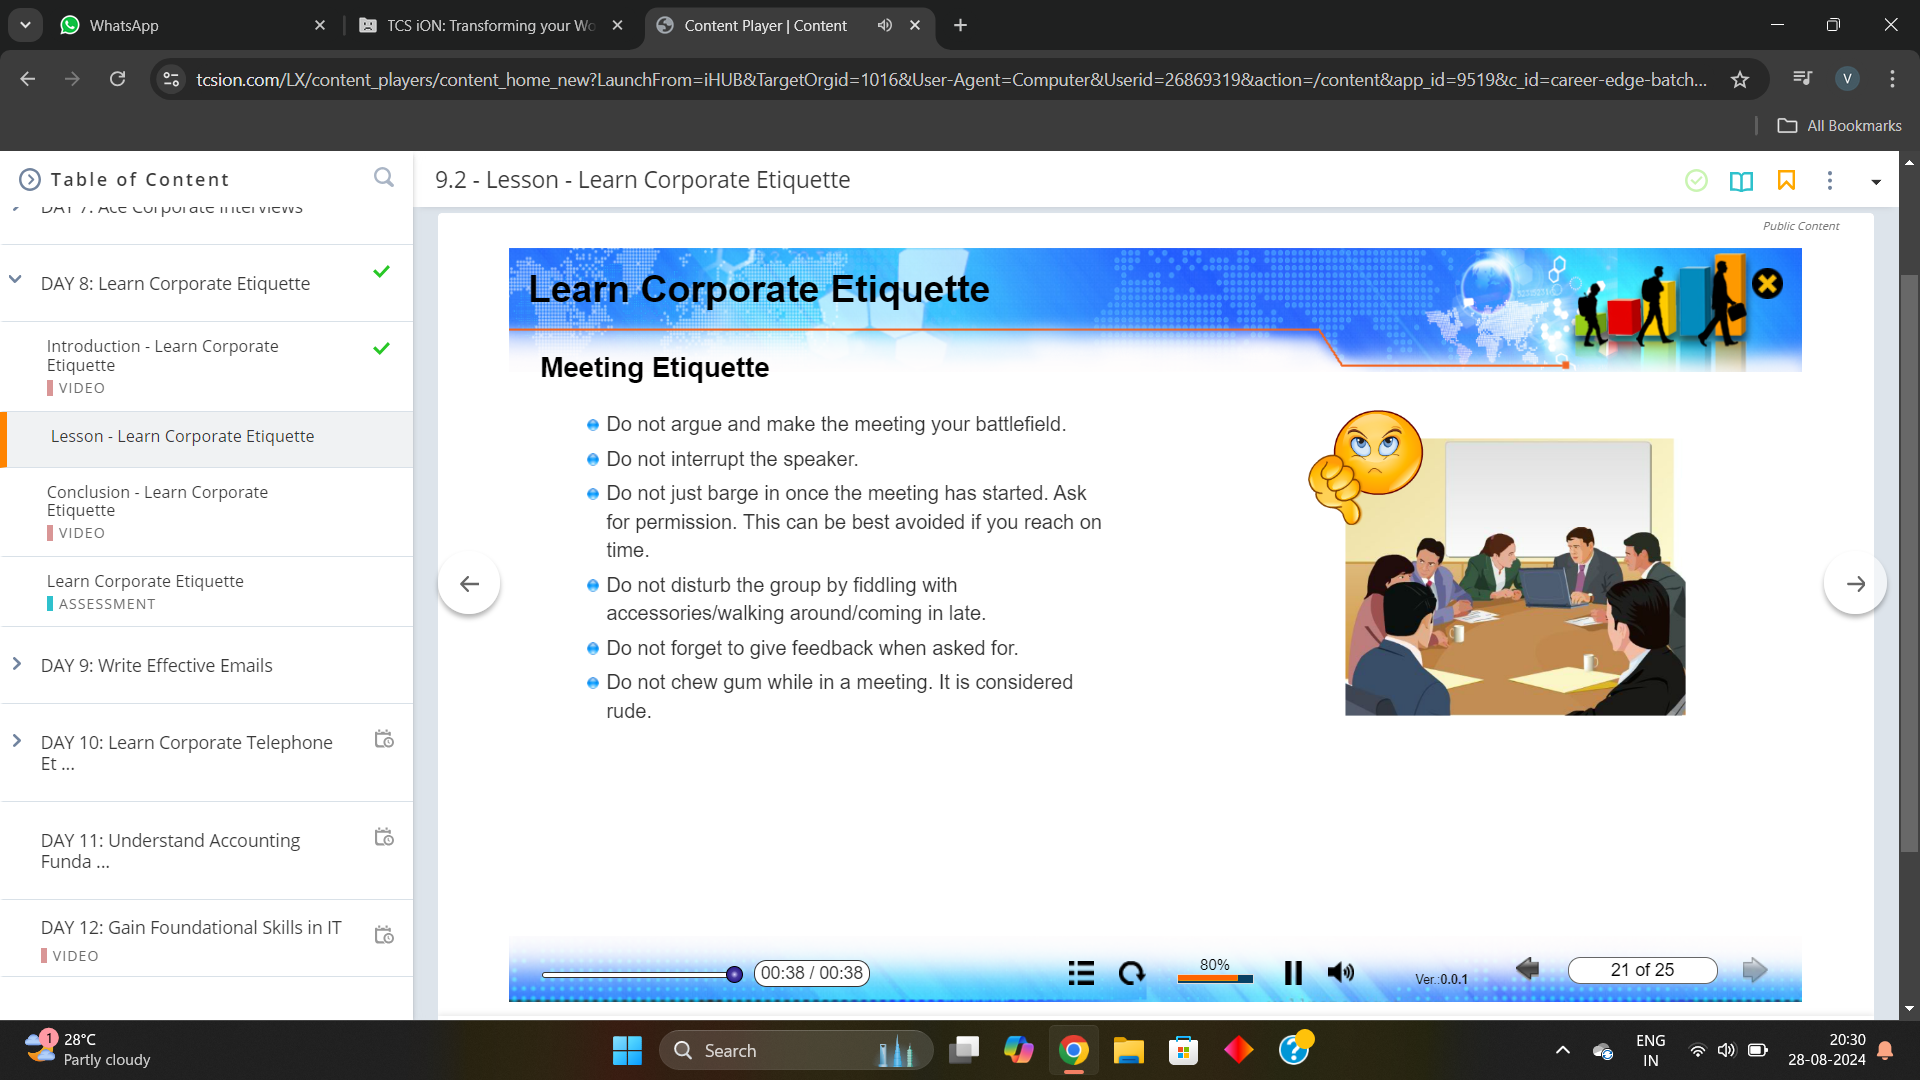 WhatsApp
TCS iON: Transforming your Wo
Content Player | Content
tcsion.com/LX/content_players/content_home_new?LaunchFrom=iHUB&TargetOrgid=1016&User-Agent=Computer&Userid=26869319&action=/content&app_id=9519&c_id=career-edge-batch...
V
All Bookmarks
Table of Content
DAY 7: Ace Corporate Interviews
DAY 8: Learn Corporate Etiquette
Introduction - Learn Corporate
Etiquette
VIDEO
Lesson - Learn Corporate Etiquette
Conclusion - Learn Corporate
Etiquette
VIDEO
Learn Corporate Etiquette
ASSESSMENT
DAY 9: Write Effective Emails
DAY 10: Learn Corporate Telephone
Et ...
DAY 11: Understand Accounting
Funda ...
DAY 12: Gain Foundational Skills in IT
VIDEO
9.2 - Lesson - Learn Corporate Etiquette
Public Content
Learn Corporate Etiquette
Meeting Etiquette
Do not argue and make the meeting your battlefield.
Do not interrupt the speaker.
Do not just barge in once the meeting has started. Ask
for permission. This can be best avoided if you reach on
time.
Do not disturb the group by fiddling with
accessories/walking around/coming in late.
Do not forget to give feedback when asked for.
Do not chew gum while in a meeting. It is considered
rude.
00:38 / 00:38
80%
Ver.:0.0.1
21 of 25
1
28°C
Partly cloudy
Search
ENG
IN
20:30
28-08-2024